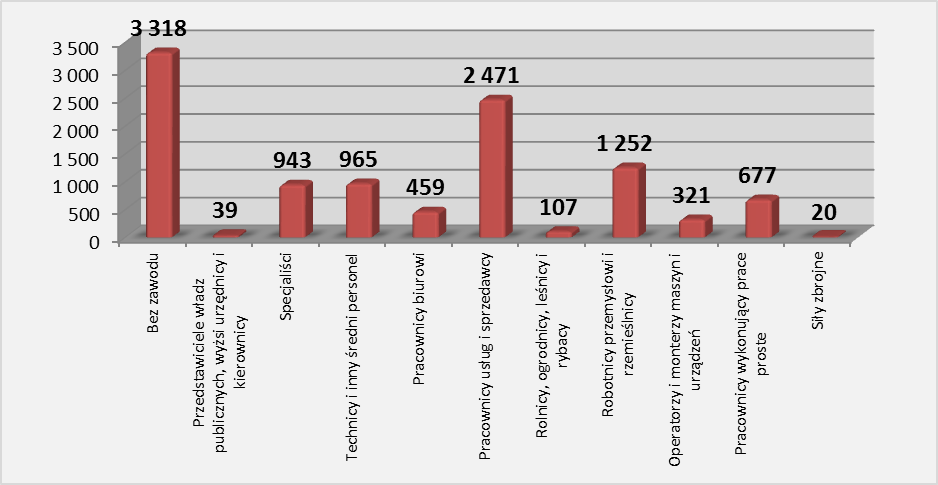 3 318
39
943
965
459
2 471
107
1 252
321
677
20
3 500
3 000
2 500
2 000
1 500
1 000
500
0
Bez zawodu
Przedstawiciele władz
publicznych, wyżsi urzędnicy i
kierownicy
Specjaliści
Technicy i inny średni personel
Pracownicy biurowi
Pracownicy usług i sprzedawcy
Rolnicy, ogrodnicy, leśnicy i
rybacy
Robotnicy przemysłowi i
rzemieślnicy
Operatorzy i monterzy maszyn i
urządzeń
Pracownicy wykonujący prace
proste
Siły zbrojne